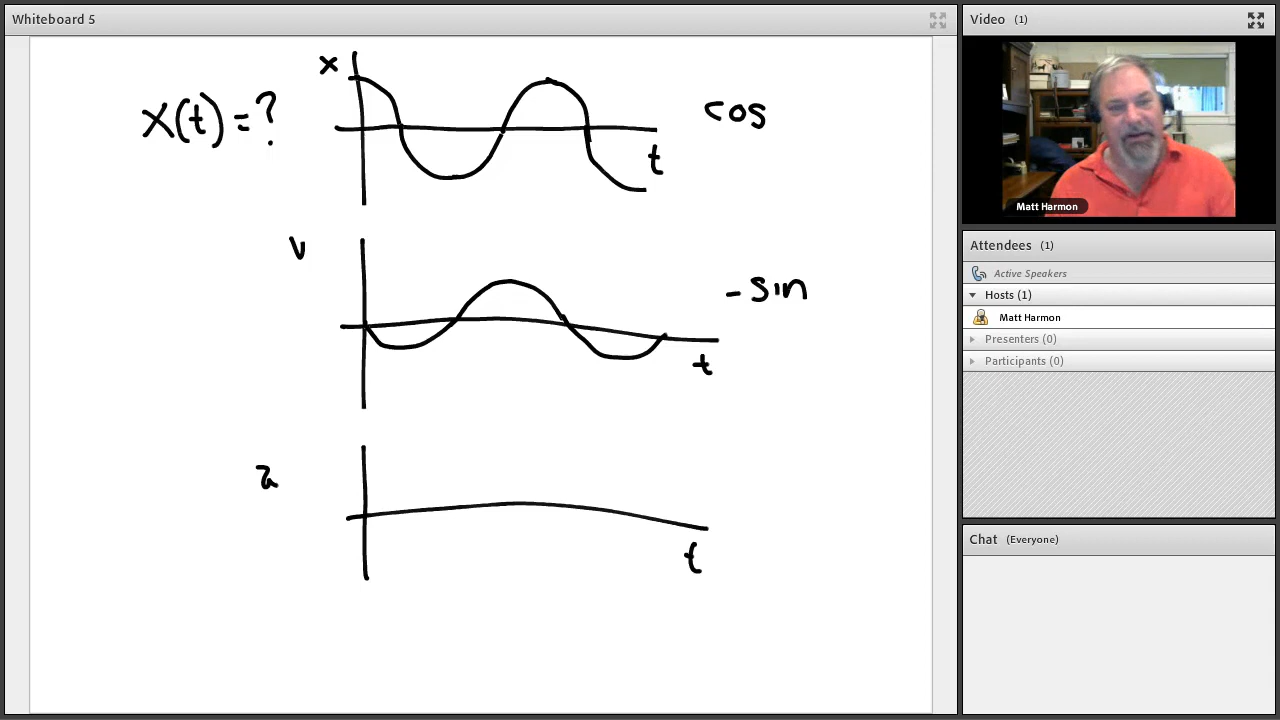 Whiteboard 5
x
X(t)=?
cos
t
v
-sin
t
a
t
Video (1)
Matt Harmon
Attendees (1)
Active Speakers
Hosts (1)
Matt Harmon
Presenters (0)
Participants (0)
Chat (Everyone)